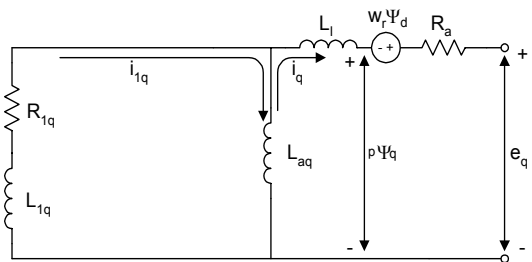 L_l
w_rΨ_d
R_a
- +
+
+
i_1q
i_q
R_1q
L_aq
pΨ_q
e_q
L_1q
-
-